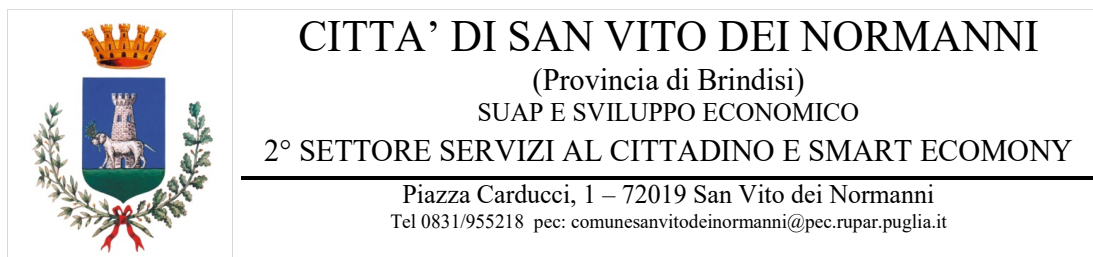 CITTA’ DI SAN VITO DEI NORMANNI
(Provincia di Brindisi)
SUAP E SVILUPPO ECONOMICO
2° SETTORE SERVIZI AL CITTADINO E SMART ECOMONY
Piazza Carducci, 1 – 72019 San Vito dei Normanni
Tel 0831/955218  pec: comunesanvitodeinormanni@pec.rupar.puglia.it